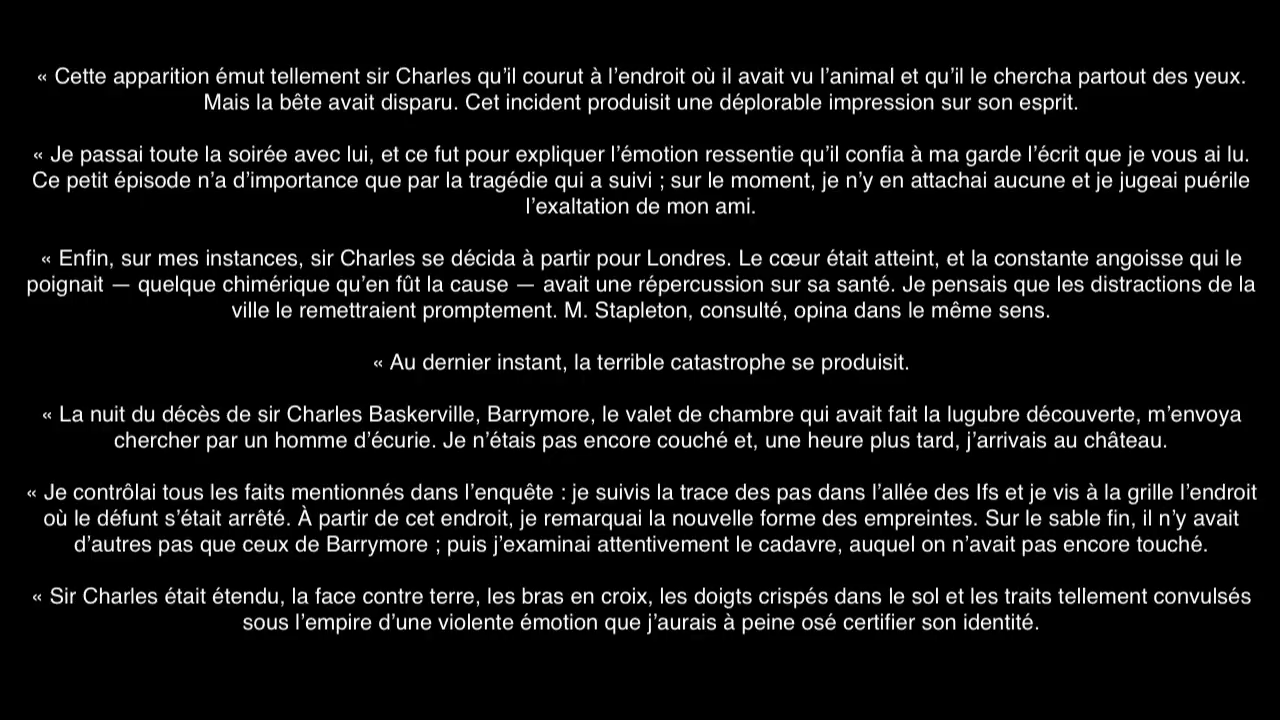 « Cette apparition émut tellement sir Charles qu’il courut à l’endroit où il avait vu l’animal et qu’il le chercha partout des yeux.
Mais la bête avait disparu. Cet incident produisit une déplorable impression sur son esprit.
« Je passai toute la soirée avec lui, et ce fut pour expliquer l’émotion ressentie qu’il confia à ma garde l’écrit que je vous ai lu.
Ce petit épisode n’a d’importance que par la tragédie qui a suivi ; sur le moment, je n’y en attachai aucune et je jugeai puérile
l’exaltation de mon ami.
« Enfin, sur mes instances, sir Charles se décida à partir pour Londres. Le cœur était atteint, et la constante angoisse qui le
poignait — quelque chimérique qu’en fût la cause — avait une répercussion sur sa santé. Je pensais que les distractions de la
ville le remettraient promptement. M. Stapleton, consulté, opina dans le même sens.
« Au dernier instant, la terrible catastrophe se produisit.
« La nuit du décès de sir Charles Baskerville, Barrymore, le valet de chambre qui avait fait la lugubre découverte, m’envoya
chercher par un homme d’écurie. Je n’étais pas encore couché et, une heure plus tard, j’arrivais au château.
« Je contrôlai tous les faits mentionnés dans l’enquête : je suivis la trace des pas dans l’allée des Ifs et je vis à la grille l’endroit
où le défunt s’était arrêté. À partir de cet endroit, je remarquai la nouvelle forme des empreintes. Sur le sable fin, il n’y avait
d’autres pas que ceux de Barrymore ; puis j’examinai attentivement le cadavre, auquel on n’avait pas encore touché.
« Sir Charles était étendu, la face contre terre, les bras en croix, les doigts crispés dans le sol et les traits tellement convulsés
sous l’empire d’une violente émotion que j’aurais à peine osé certifier son identité.